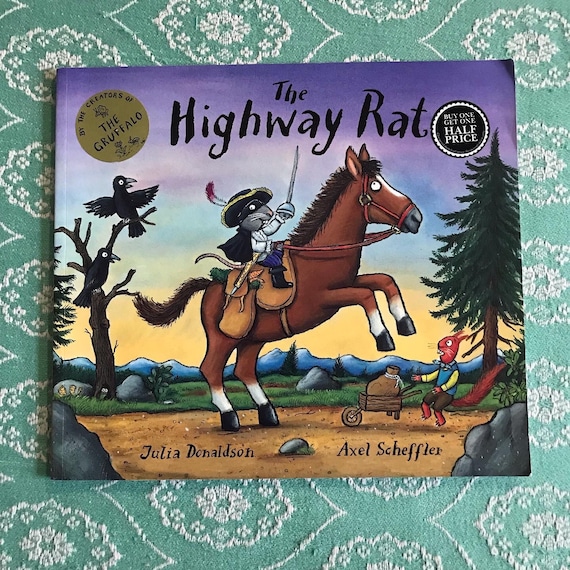 BY THE CREATORS OF
THE
GRUFFALO
The
Highway Rat
BUY ONE
GET ONE
HALF
PRICE
Julia Donaldson
Axel Scheffler